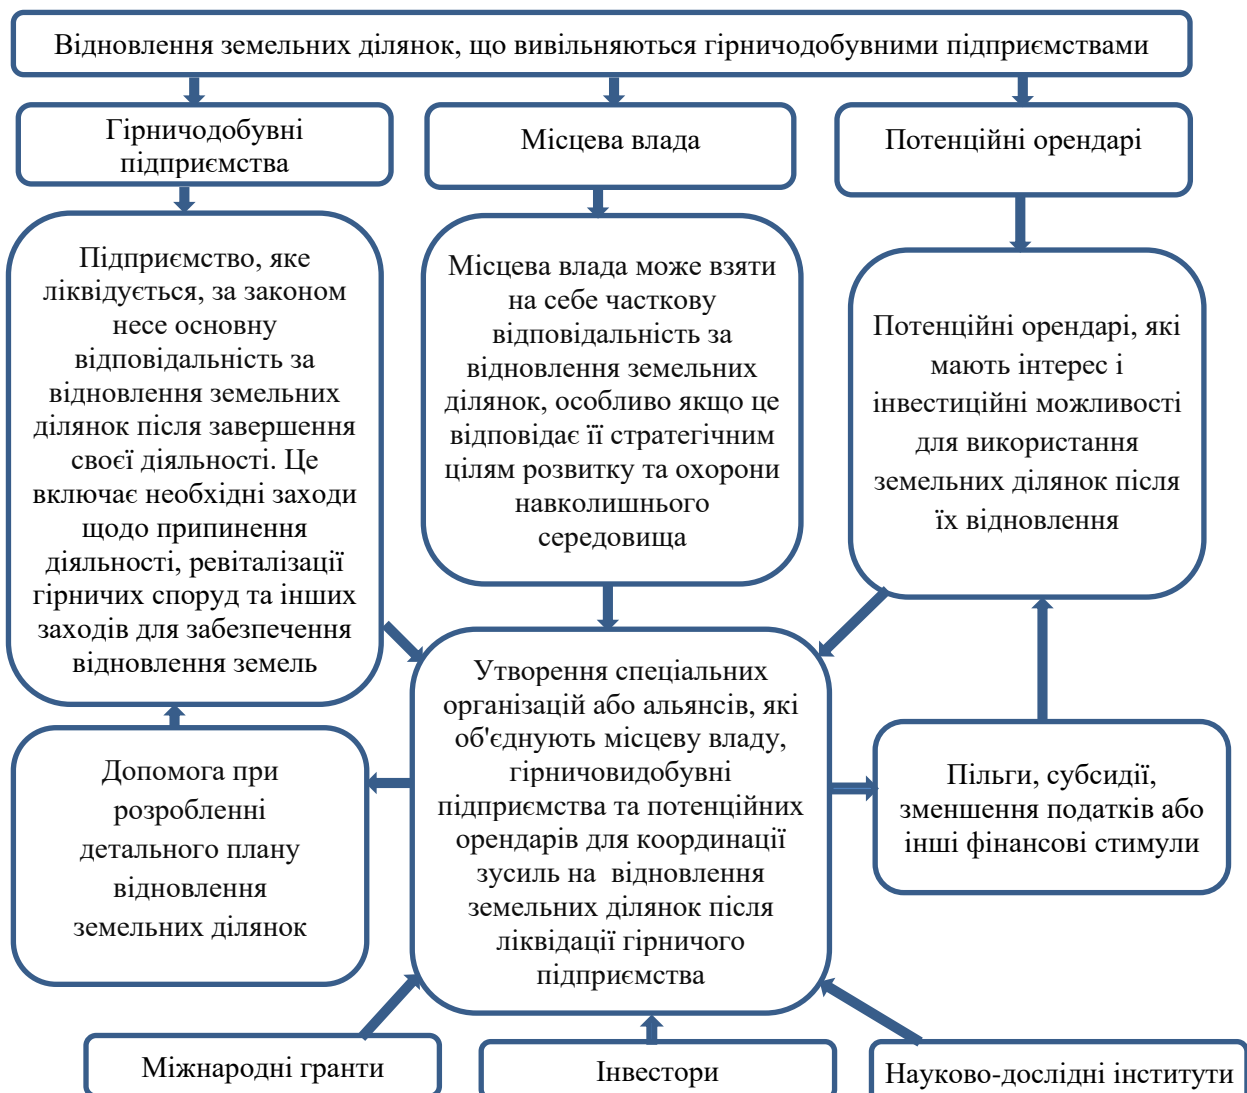 Відновлення земельних ділянок, що вивільняються гірничодобувними підприємствами
Гірничодобувні
підприємства
Місцева влада
Потенційні орендарі
Підприємство, яке
ліквідується, за законом
несе основну
відповідальність за
відновлення земельних
ділянок після завершення
своєї діяльності. Це
включає необхідні заходи
щодо припинення
діяльності, ревіталізації
гірничих споруд та інших
заходів для забезпечення
відновлення земель
Місцева влада може взяти
на себе часткову
відповідальність за
відновлення земельних
ділянок, особливо якщо це
відповідає її стратегічним
цілям розвитку та охорони
навколишнього
середовища
Потенційні орендарі, які
мають інтерес і
інвестиційні можливості
для використання
земельних ділянок після
їх відновлення
Допомога при
розробленні
детального плану
відновлення
земельних ділянок
Утворення спеціальних
організацій або альянсів, які
об'єднують місцеву владу,
гірничовидобувні
підприємства та потенційних
орендарів для координації
зусиль на відновлення
земельних ділянок після
ліквідації гірничого
підприємства
Пільги, субсидії,
зменшення податків або
інші фінансові стимули
Міжнародні гранти
Інвестори
Науково-дослідні інститути